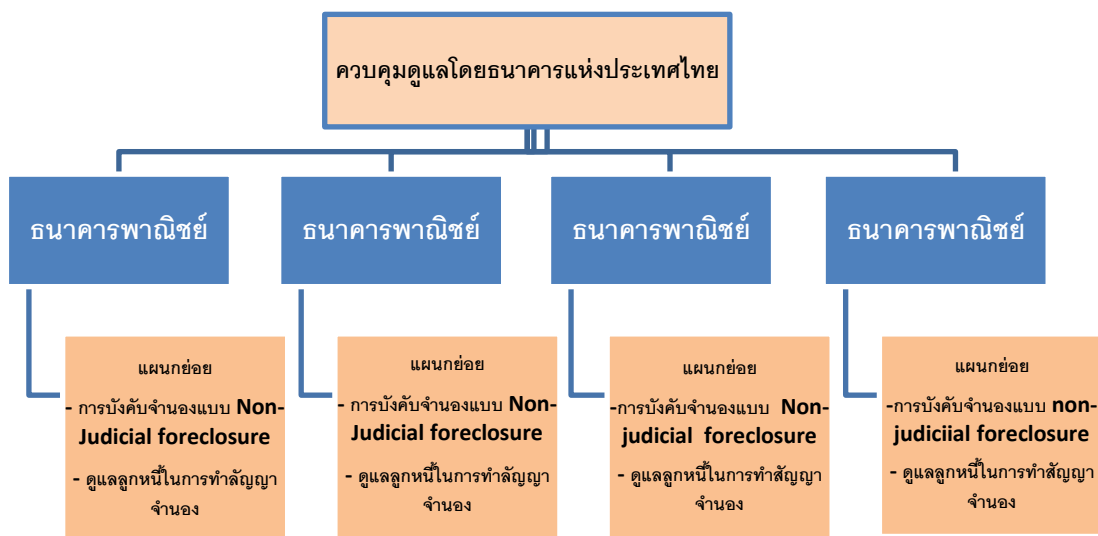 ควบคุมดูแลโดยธนาคารแห่งประเทศไทย
ธนาคารพาณิชย์
ธนาคารพาณิชย์
ธนาคารพาณิชย์
ธนาคารพาณิชย์
แผนกย่อย
- การบังคับจำนองแบบ Non-
Judicial foreclosure
- ดูแลลูกหนี้ในการทำลัญญา
จำนอง
แผนกย่อย
- การบังคับจำนองแบบ Non-
Judicial foreclosure
- ดูแลลูกหนี้ในการทำลัญญา
จำนอง
แผนกย่อย
-การบังคับจำนองแบบ Non-
judicial foreclosure
- ดูแลลูกหนี้ในการทำสัญญา
จำนอง
แผนกย่อย
-การบังคับจำนองแบบ non-
judiciial foreclosure
- ดูแลลูกหนี้ในการทำสัญญา
จำนอง